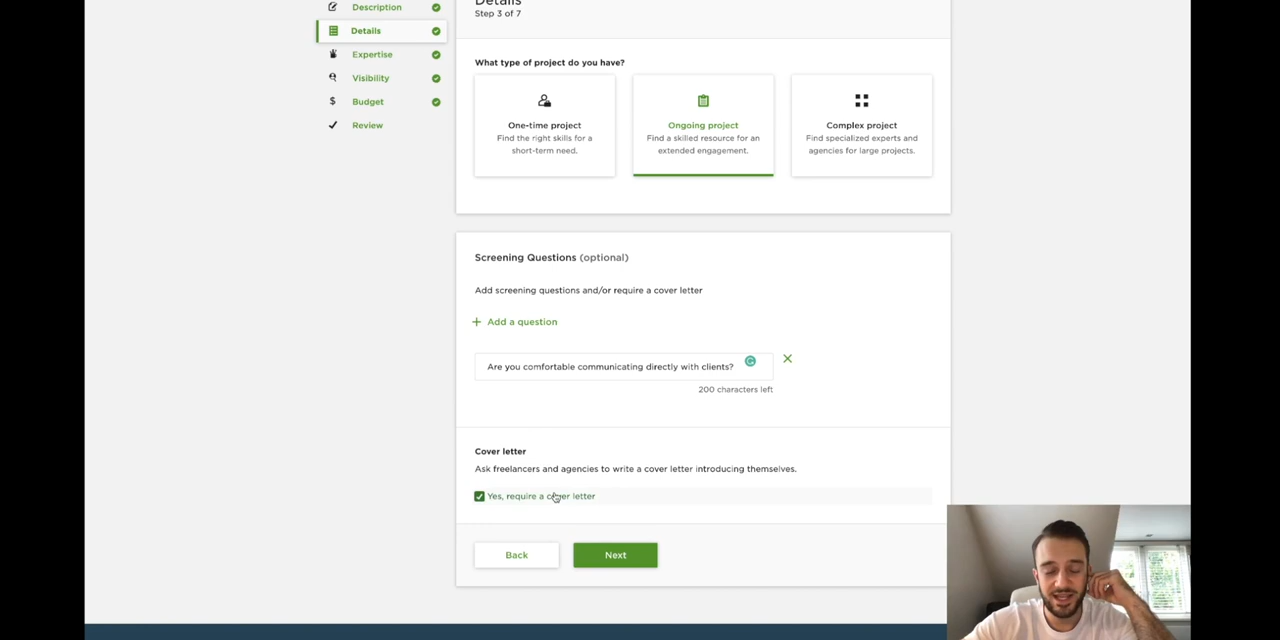 Description
Details
Expertise
Visibility
$ Budget
Review
Details
Step 3 of 7
What type of project do you have?
One-time project
Find the right skills for a
short-term need.
Ongoing project
Find a skilled resource for an
extended engagement.
Complex project
Find specialized experts and
agencies for large projects.
Screening Questions (optional)
Add screening questions and/or require a cover letter
+ Add a question
Are you comfortable communicating directly with clients?
200 characters left
Cover letter
Ask freelancers and agencies to write a cover letter introducing themselves.
Yes, require a cover letter
Back
Next